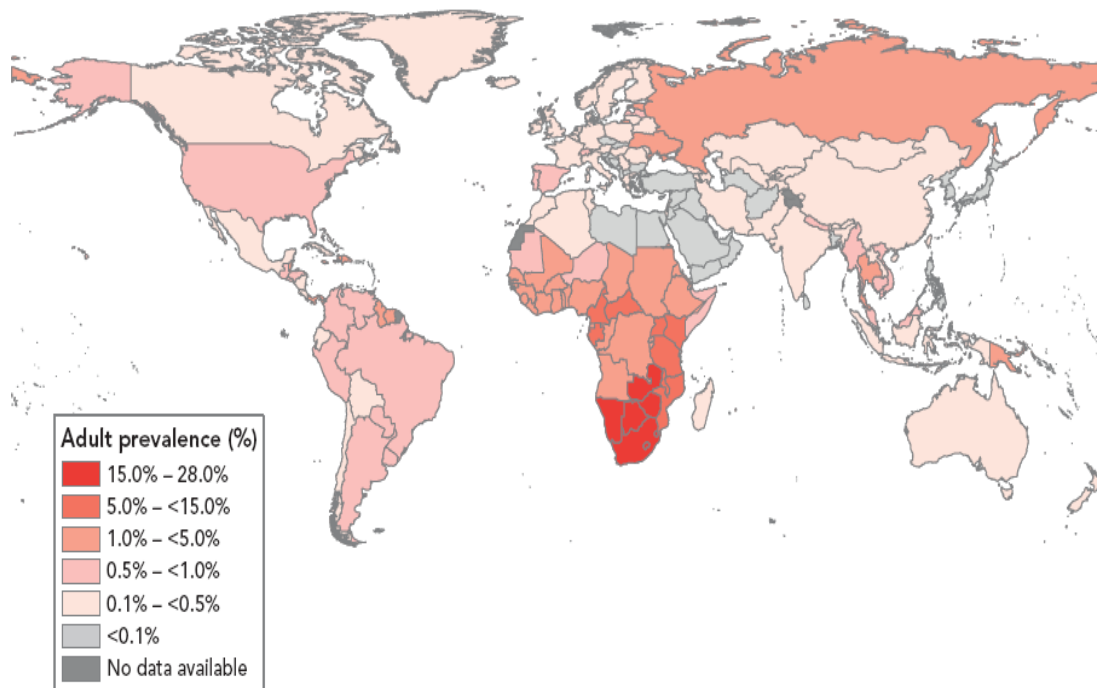 Adult prevalence (%)
15.0% – 28.0%
5.0% – <15.0%
1.0% – <5.0%
0.5% – <1.0%
0.1% – <0.5%
<0.1%
No data available